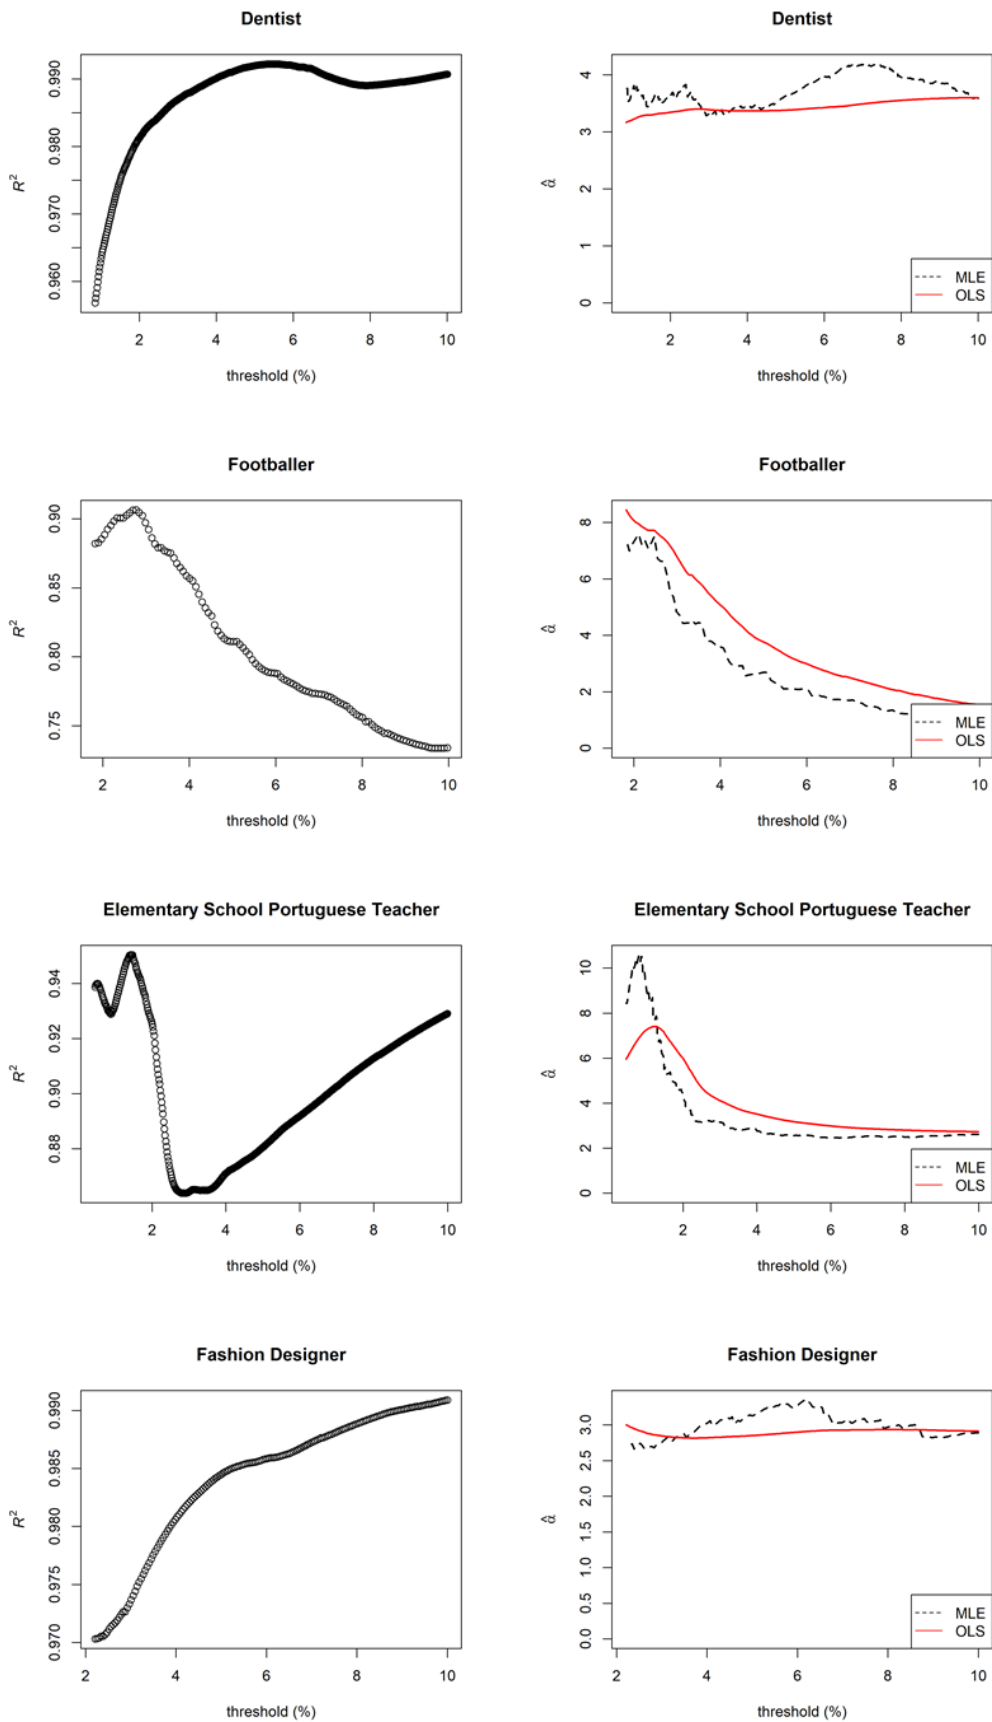 Dentist
R²
0.960 0.970 0.980 0.990
2 4 6 8 10
threshold (%)
Dentist
α̂
0 1 2 3 4
MLE
OLS
2 4 6 8 10
threshold (%)
Footballer
R²
0.75 0.80 0.85 0.90
2 4 6 8 10
threshold (%)
Footballer
α̂
0 2 4 6 8
MLE
OLS
2 4 6 8 10
threshold (%)
Elementary School Portuguese Teacher
R²
0.88 0.90 0.92 0.94
2 4 6 8 10
threshold (%)
Elementary School Portuguese Teacher
α̂
0 2 4 6 8 10
MLE
OLS
2 4 6 8 10
threshold (%)
Fashion Designer
R²
0.970 0.975 0.980 0.985 0.990
2 4 6 8 10
threshold (%)
Fashion Designer
α̂
0.0 0.5 1.0 1.5 2.0 2.5 3.0
MLE
OLS
2 4 6 8 10
threshold (%)